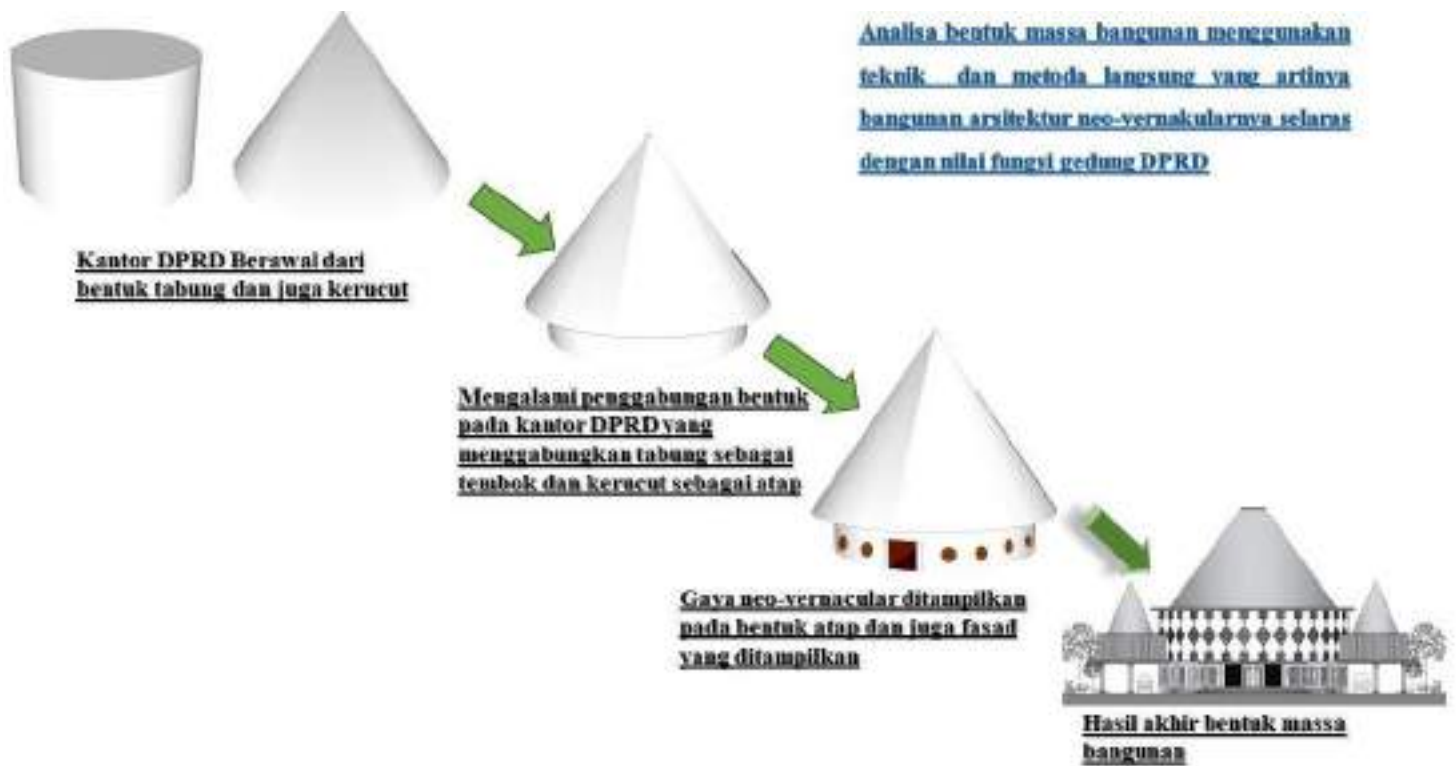 Analisa bentuk massa bangunan menggunakan
teknik dan metoda langsung yang artinya
bangunan arsitektur neo-vernakularnya selaras
dengan nilai fungsi gedung DPRD
Kantor DPRD Berawal dari
bentuk tabung dan juga kerucut
Mengalami penggabungan bentuk
pada kantor DPRD yang
menggabungkan tabung sebagai
tembok dan kerucut sebagai atap
Gaya neo-vernacular ditampilkan
pada bentuk atap dan juga fasad
yang ditampilkan
Hasil akhir bentuk massa
bangunan